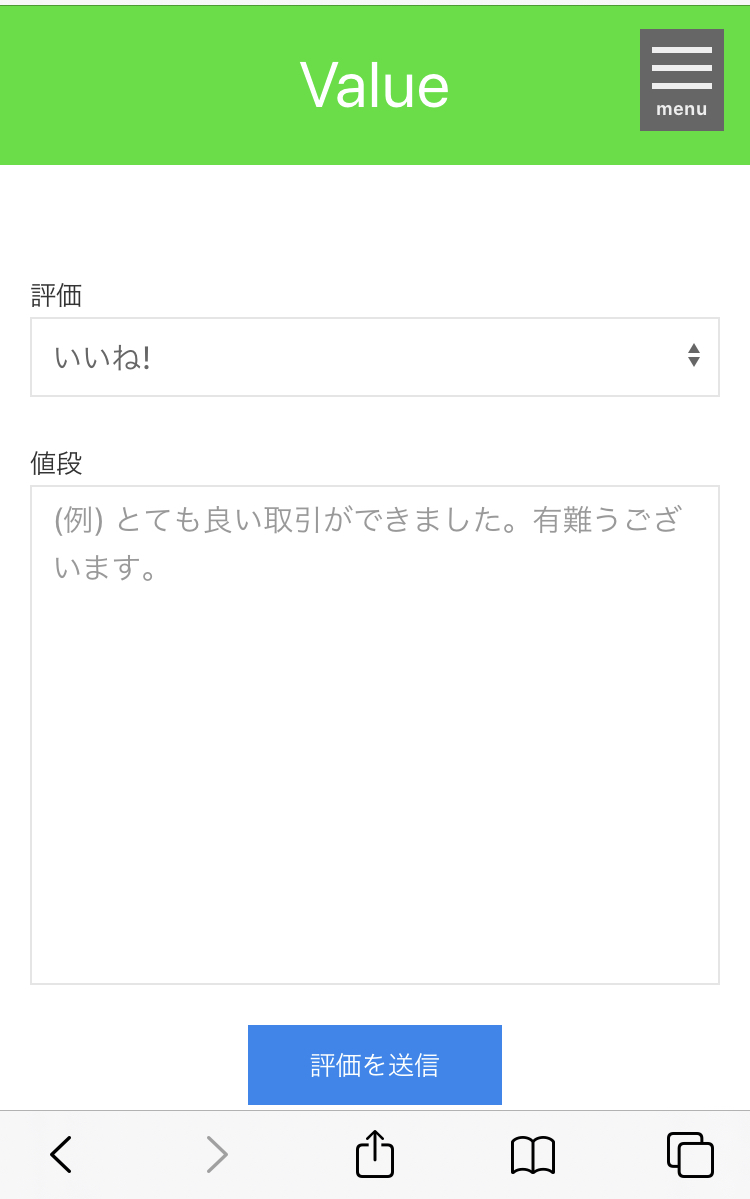 Value
menu
評価
いいね!
値段
(例) とても良い取引ができました。有難うござ
います。
評価を送信